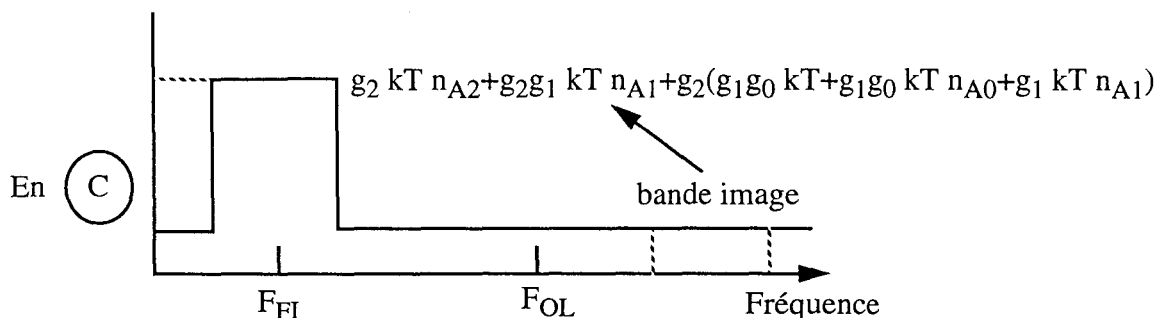 g2 kT nA2+g2g1 kT nA1+g2(g1g0 kT+g1g0 kT nA0+g1 kT nA1)
En C
bande image
FFI FOL Fréquence